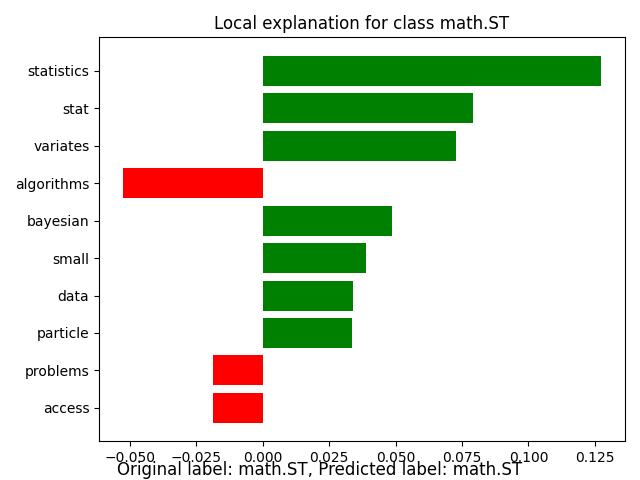 Local explanation for class math.ST
statistics
stat
variates
algorithms
bayesian
small
data
particle
problems
access
−0.050 −0.025 0.000 0.025 0.050 0.075 0.100 0.125
Original label: math.ST, Predicted label: math.ST